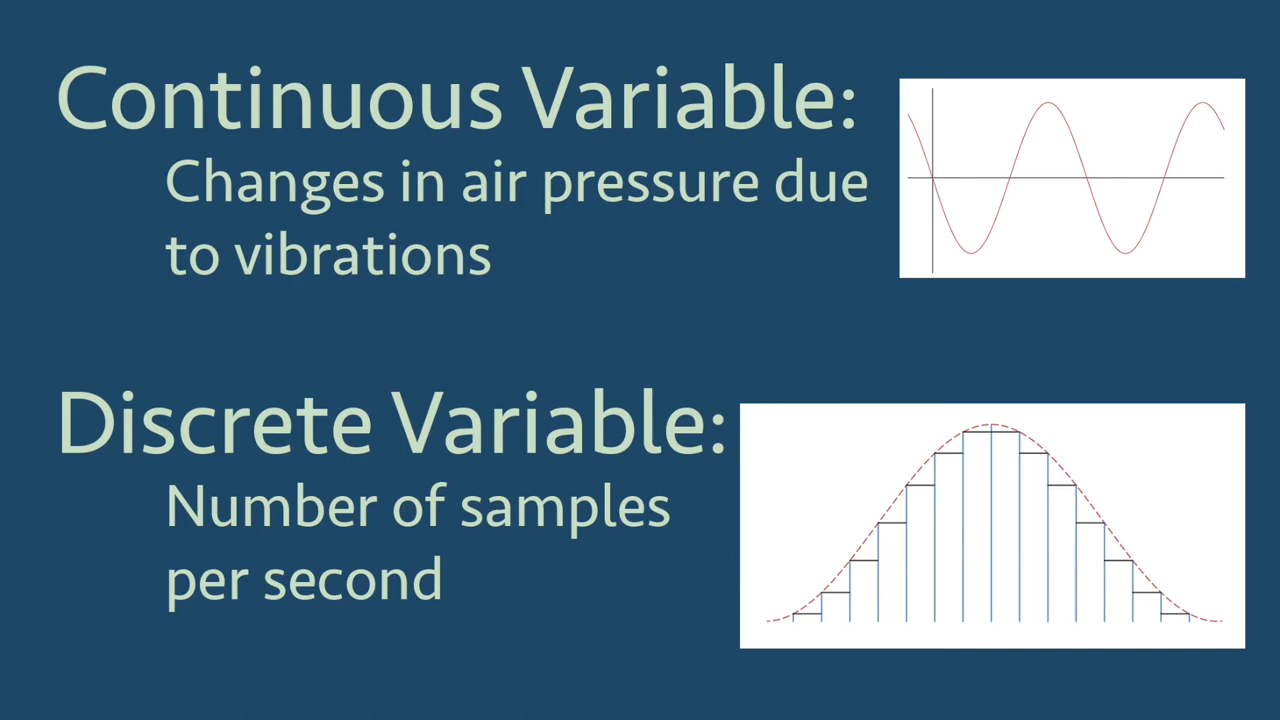 Continuous Variable:
Changes in air pressure due
to vibrations
Discrete Variable:
Number of samples
per second